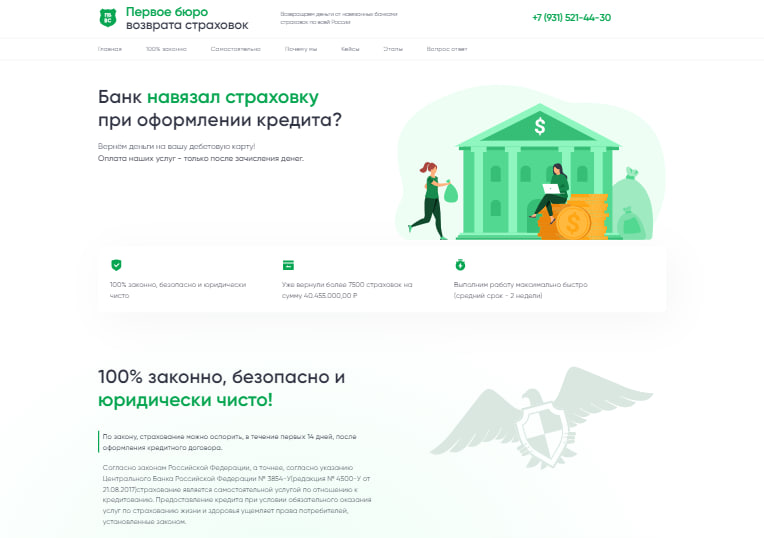 ПБ
ВС
Первое бюро
возврата страховок
Возвращаем деньги от навязанных банками
страховок по всей России
+7 (931) 521-44-30
Главная 100% законно Самостоятельно Почему мы Кейсы Этапы Вопрос ответ
Банк навязал страховку
при оформлении кредита?
Вернём деньги на вашу дебетовую карту!
Оплата наших услуг - только после зачисления денег.
$
$
100% законно, безопасно и юридически
чисто
Уже вернули более 7500 страховок на
сумму 40.455.000,00 Р
Выполним работу максимально быстро
(средний срок - 2 недели)
100% законно, безопасно и
юридически чисто!
По закону, страхование можно оспорить, в течение первых 14 дней, после
оформления кредитного договора.
Согласно законам Российской Федерации, а точнее, согласно указанию
Центрального Банка Российской Федерации № 3854-У(редакция № 4500-У от
21.08.2017)страхование является самостоятельной услугой по отношению к
кредитованию. Предоставление кредита при условии обязательного оказания
услуг по страхованию жизни и здоровья ущемляет права потребителей,
установленные законом.